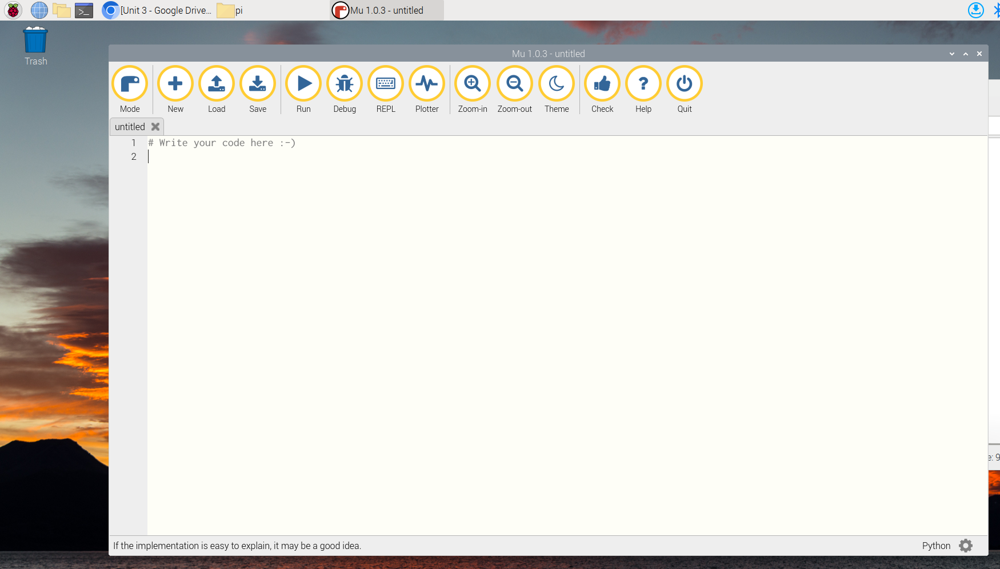 [Unit 3 - Google Drive... pi Mu 1.0.3 - untitled
Trash
Mu 1.0.3 - untitled
Mode New Load Save Run Debug REPL Plotter Zoom-in Zoom-out Theme Check Help Quit
untitled
1 # Write your code here :-)
2
e: 9
If the implementation is easy to explain, it may be a good idea.
Python